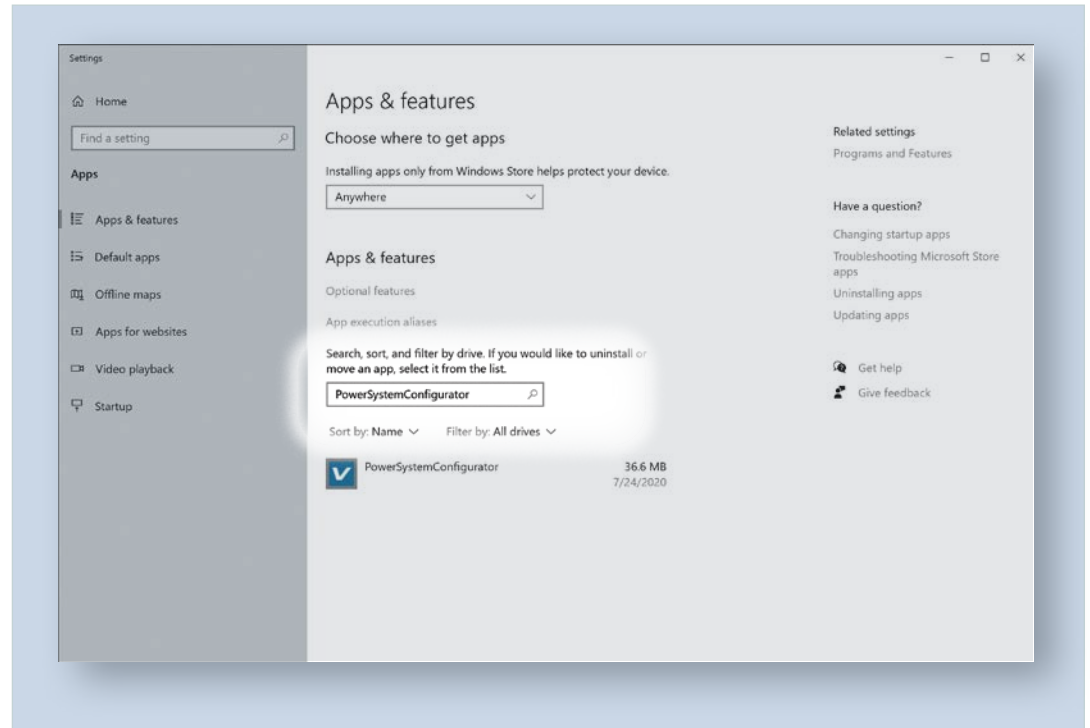 Settings
Home
Find a setting
Apps
Apps & features
Default apps
Offline maps
Apps for websites
Video playback
Startup
Apps & features
Choose where to get apps
Installing apps only from Windows Store helps protect your device.
Anywhere
Apps & features
Optional features
App execution aliases
Search, sort, and filter by drive. If you would like to uninstall or
move an app, select it from the list.
PowerSystemConfigurator
Sort by: Name Filter by: All drives
PowerSystemConfigurator 36.6 MB
7/24/2020
Related settings
Programs and Features
Have a question?
Changing startup apps
Troubleshooting Microsoft Store
apps
Uninstalling apps
Updating apps
Get help
Give feedback